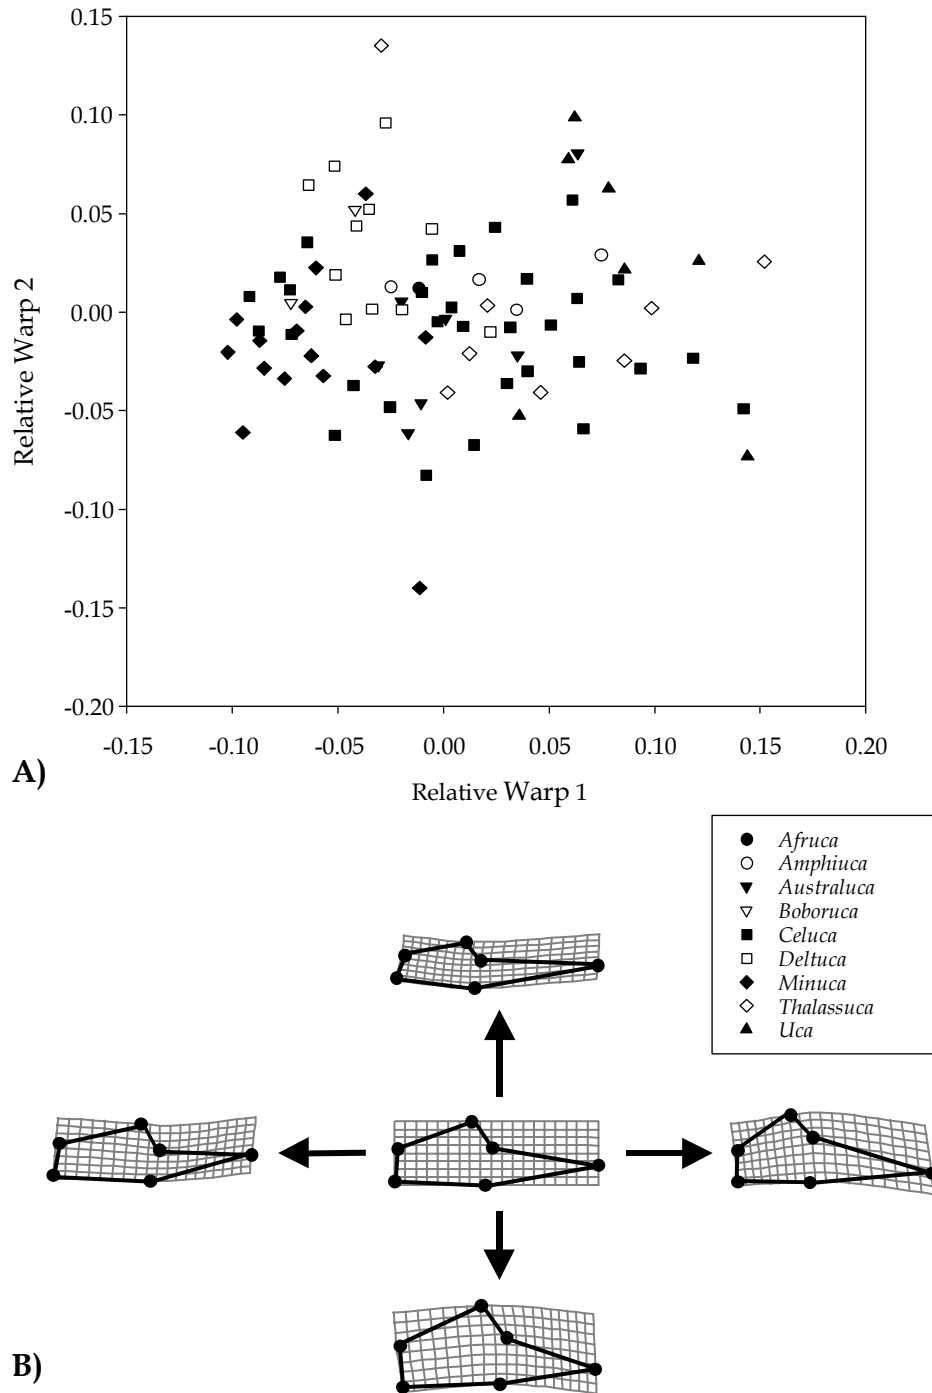 0.15
0.10
0.05
0.00
-0.05
-0.10
-0.15
-0.20
Relative Warp 2
-0.15 -0.10 -0.05 0.00 0.05 0.10 0.15 0.20
A)
Relative Warp 1
Afruca
Amphiuca
Australuca
Boboruca
Celuca
Deltuca
Minuca
Thalassuca
Uca
B)